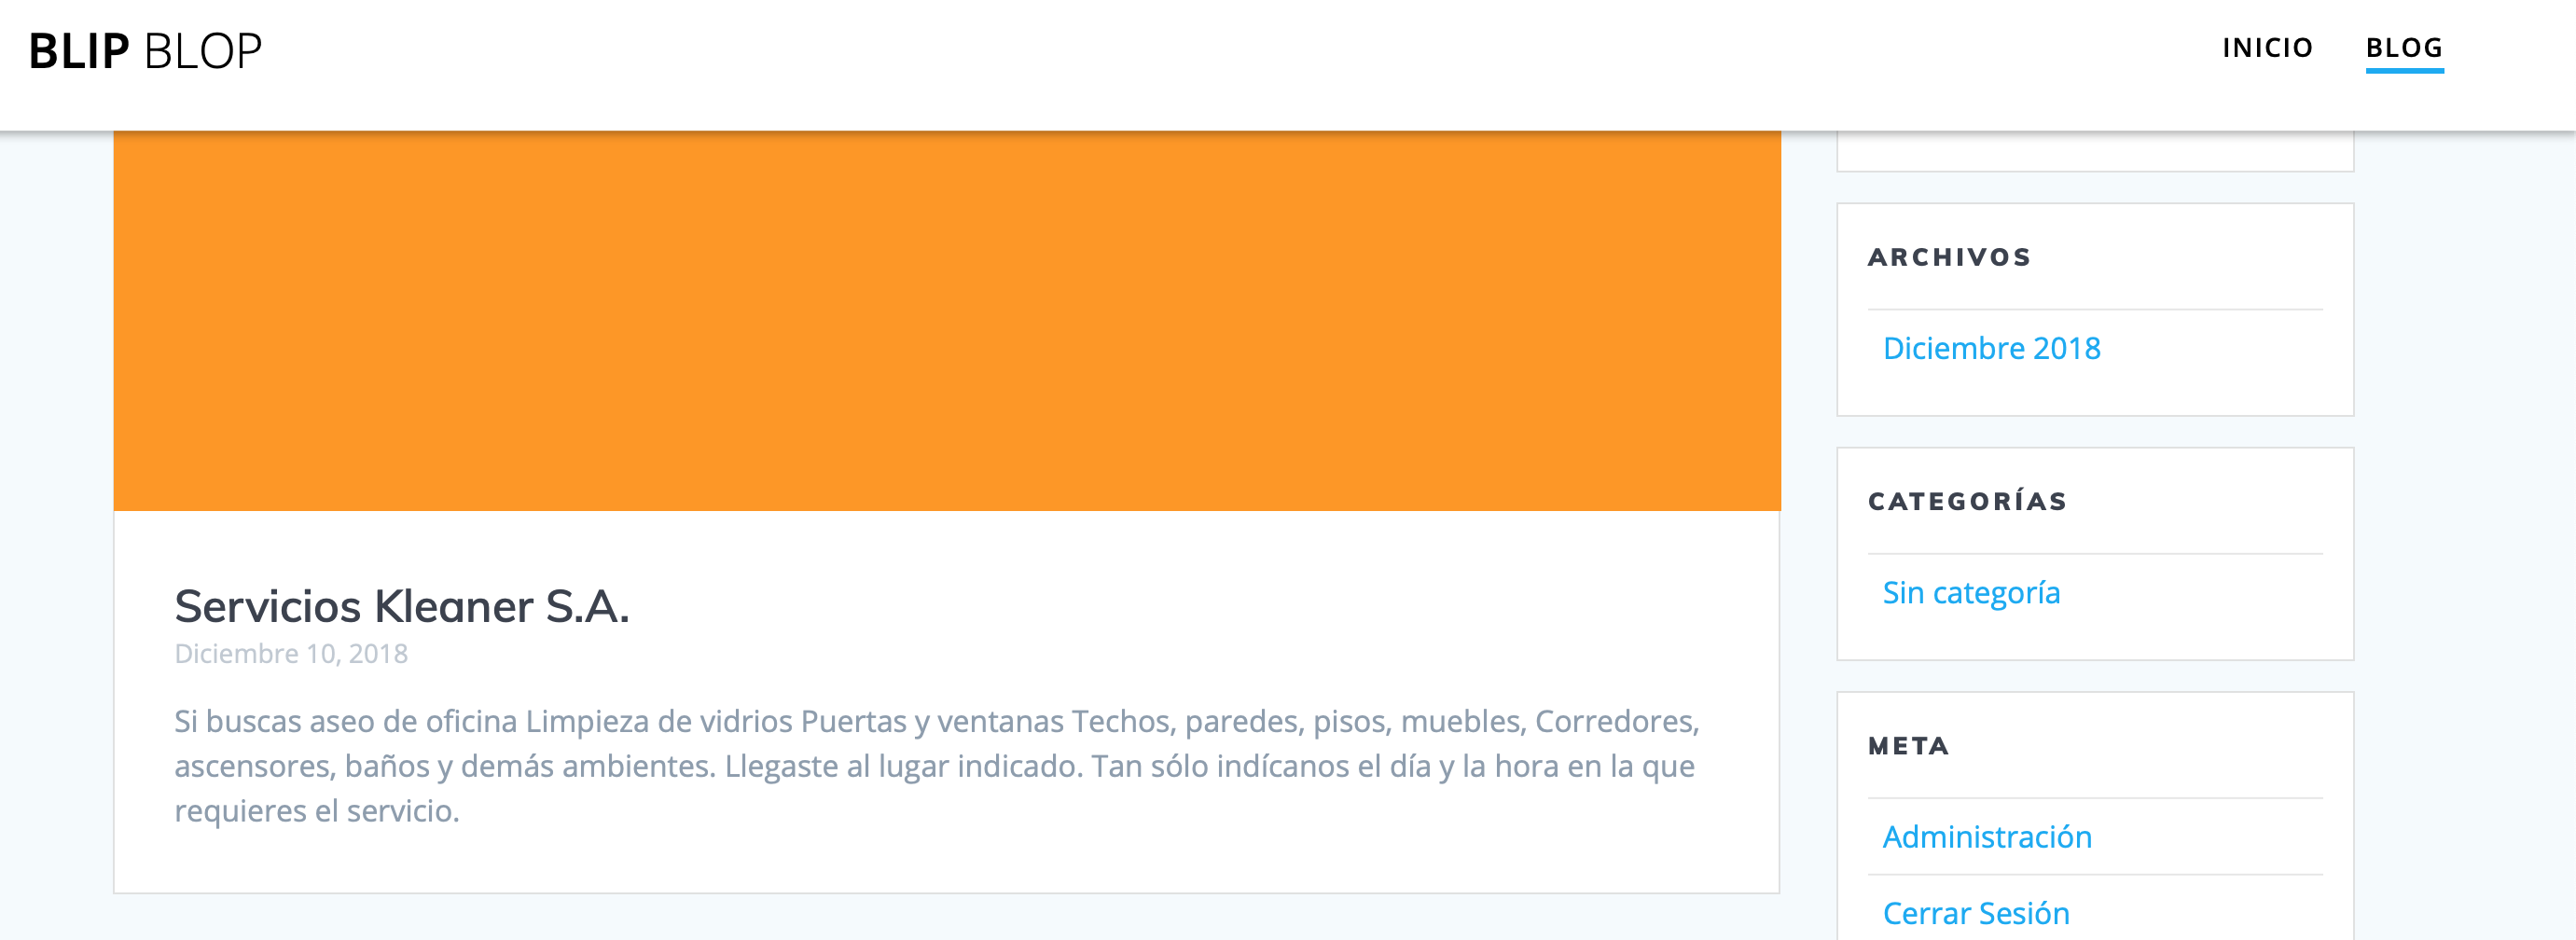 BLIP BLOP
INICIO
BLOG
Servicios Kleaner S.A.
Diciembre 10, 2018
Si buscas aseo de oficina Limpieza de vidrios Puertas y ventanas Techos, paredes, pisos, muebles, Corredores,
ascensores, baños y demás ambientes. Llegaste al lugar indicado. Tan sólo indícanos el día y la hora en la que
requieres el servicio.
ARCHIVOS
Diciembre 2018
CATEGORÍAS
Sin categoría
META
Administración
Cerrar Sesión